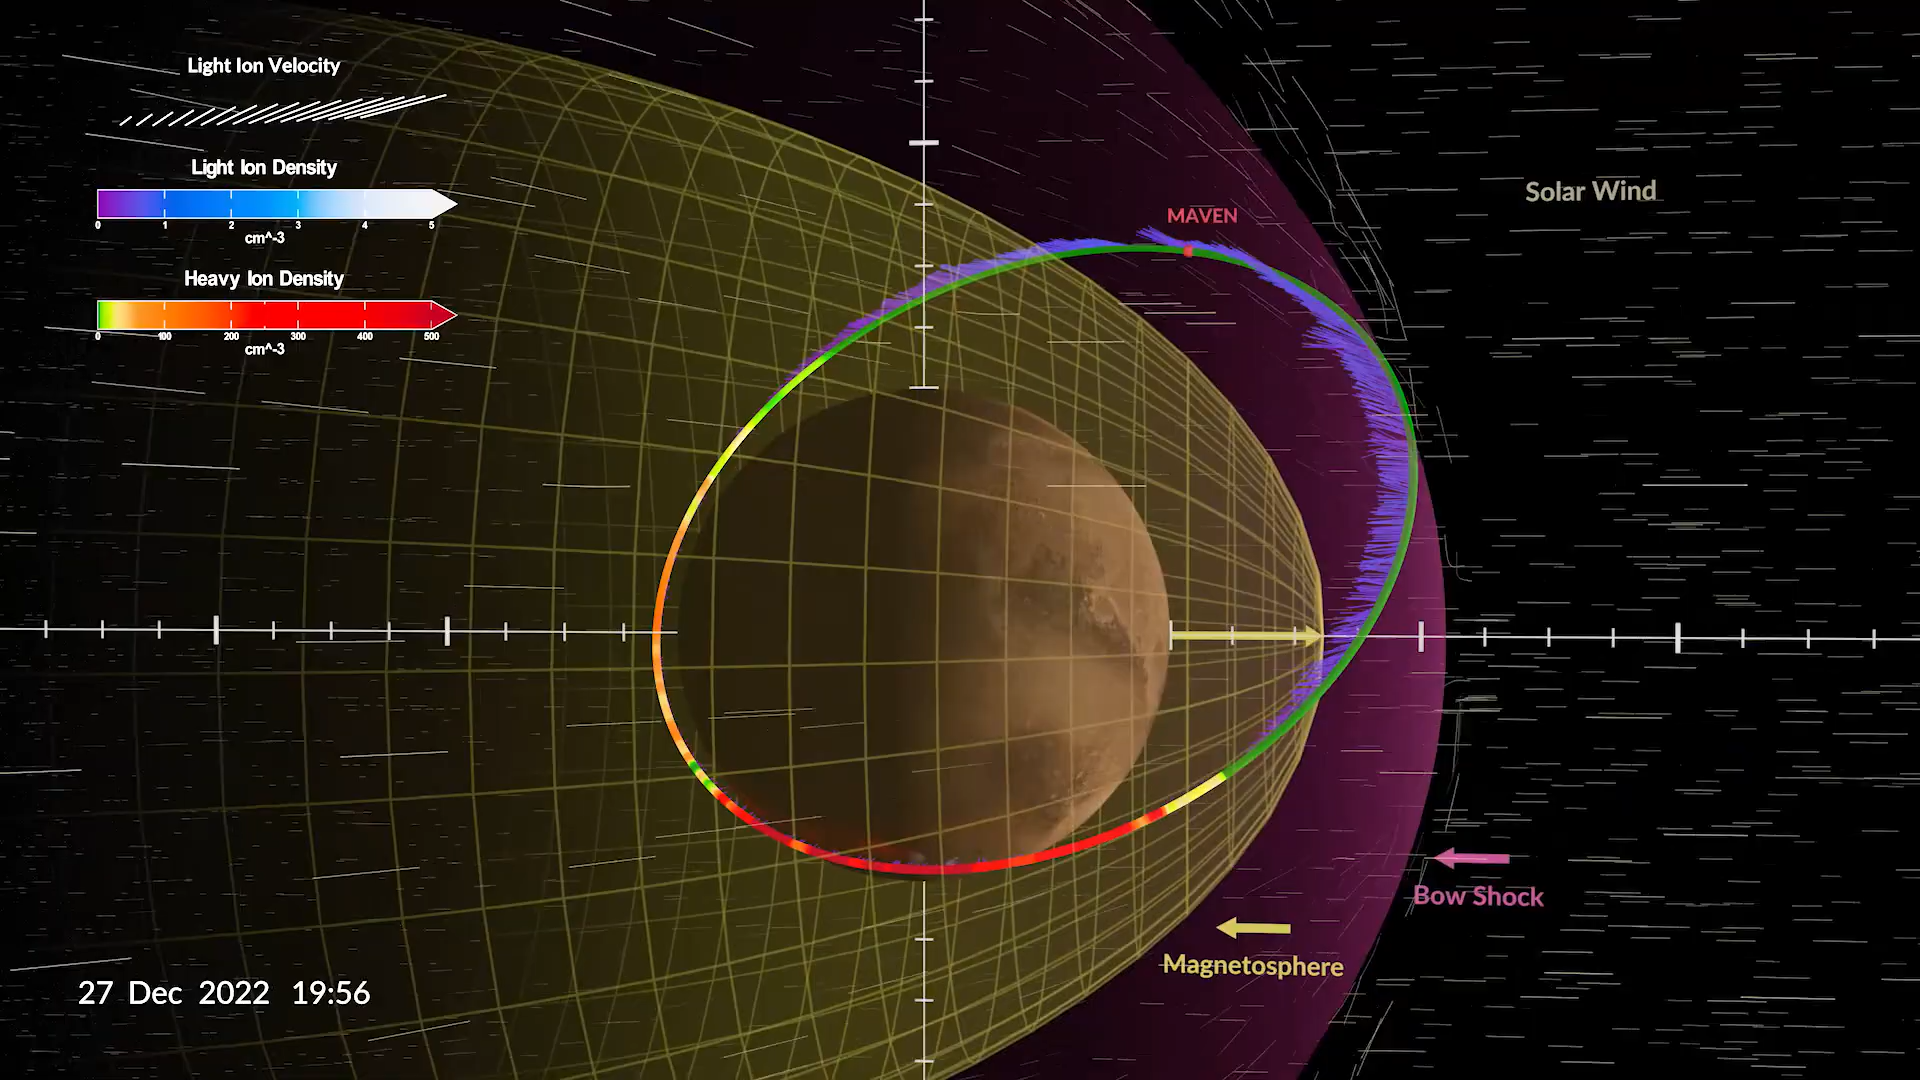 Light Ion Velocity
Light Ion Density
0 1 2 3 4 5
cm^-3
Heavy Ion Density
0 100 200 300 400 500
cm^-3
MAVEN
Solar Wind
Bow Shock
Magnetosphere
27 Dec 2022 19:56